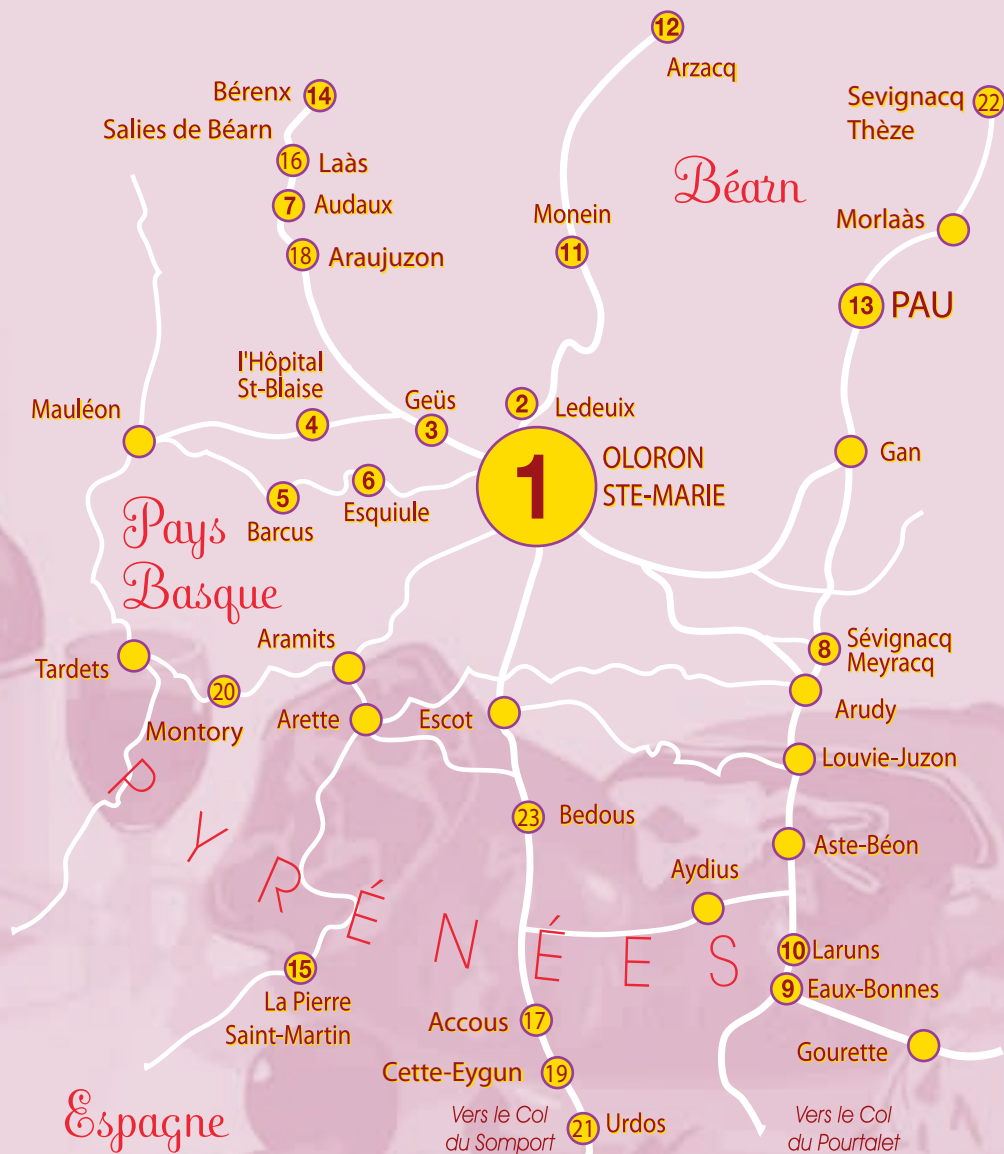 12
Arzacq
Bérenx 14
Salies de Béarn
Sevignacq 22
Thèze
16 Laàs
Béarn
7 Audaux
Monein
11
Morlaàs
18 Araujuzon
13 PAU
l'Hôpital
St-Blaise
4
Mauléon
Geüs
3
2 Ledeuix
1
OLORON
STE-MARIE
Gan
5
Barcus
6
Esquiule
Pays
Basque
Aramits
8 Sévignacq
Meyracq
Tardets
20
Montory
Arette
Escot
Arudy
Louvie-Juzon
PYRÉNÉES
23 Bedous
Aste-Béon
Aydius
10 Laruns
15
La Pierre
Saint-Martin
9 Eaux-Bonnes
Accous 17
Gourette
Cette-Eygun 19
Espagne
Vers le Col
du Somport
21 Urdos
Vers le Col
du Pourtalet